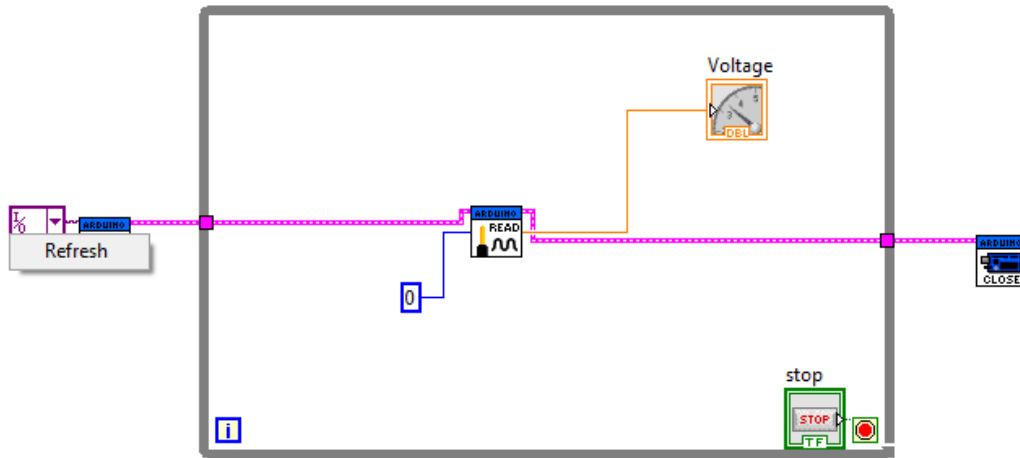 Voltage
DBL
I/O
ARDUINO
Refresh
ARDUINO
READ
0
ARDUINO
CLOSE
stop
STOP
TF
i